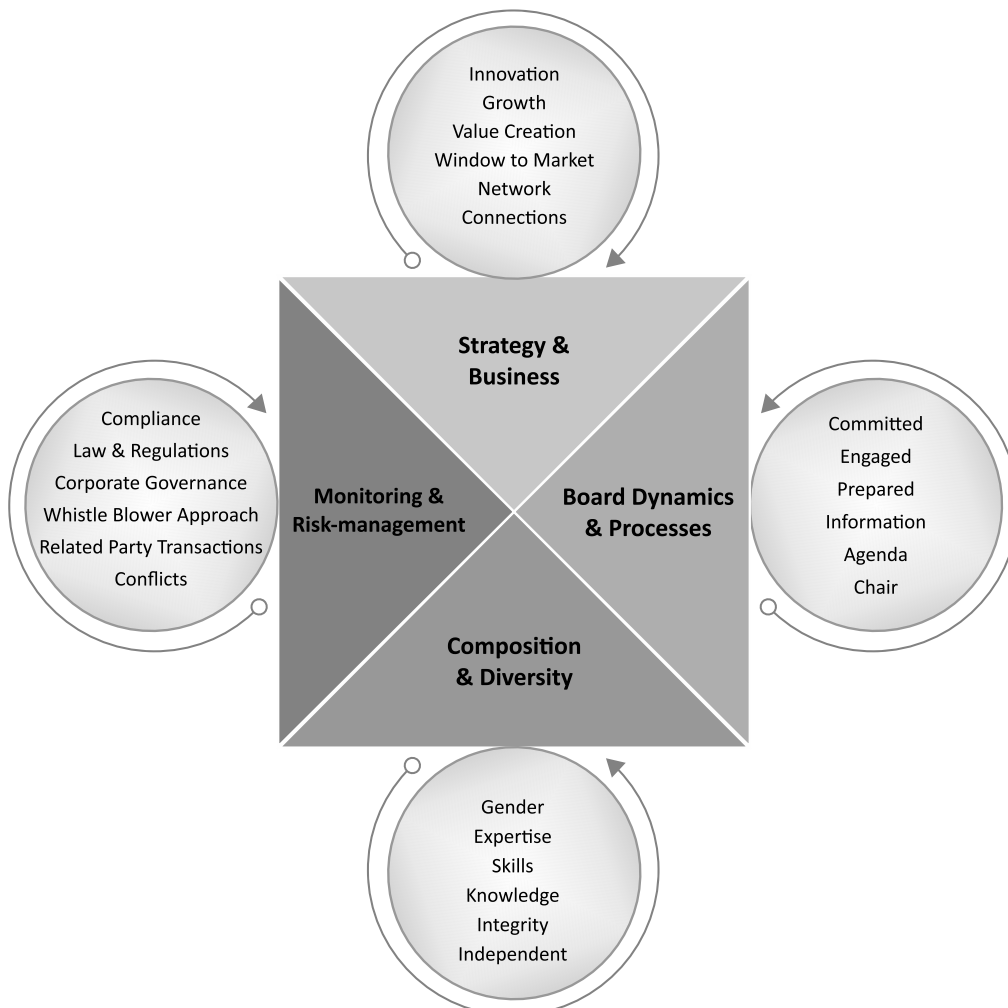 Innovation
Growth
Value Creation
Window to Market
Network
Connections
Strategy &
Business
Compliance
Law & Regulations
Corporate Governance
Whistle Blower Approach
Related Party Transactions
Conflicts
Monitoring &
Risk-management
Board Dynamics
& Processes
Committed
Engaged
Prepared
Information
Agenda
Chair
Composition
& Diversity
Gender
Expertise
Skills
Knowledge
Integrity
Independent